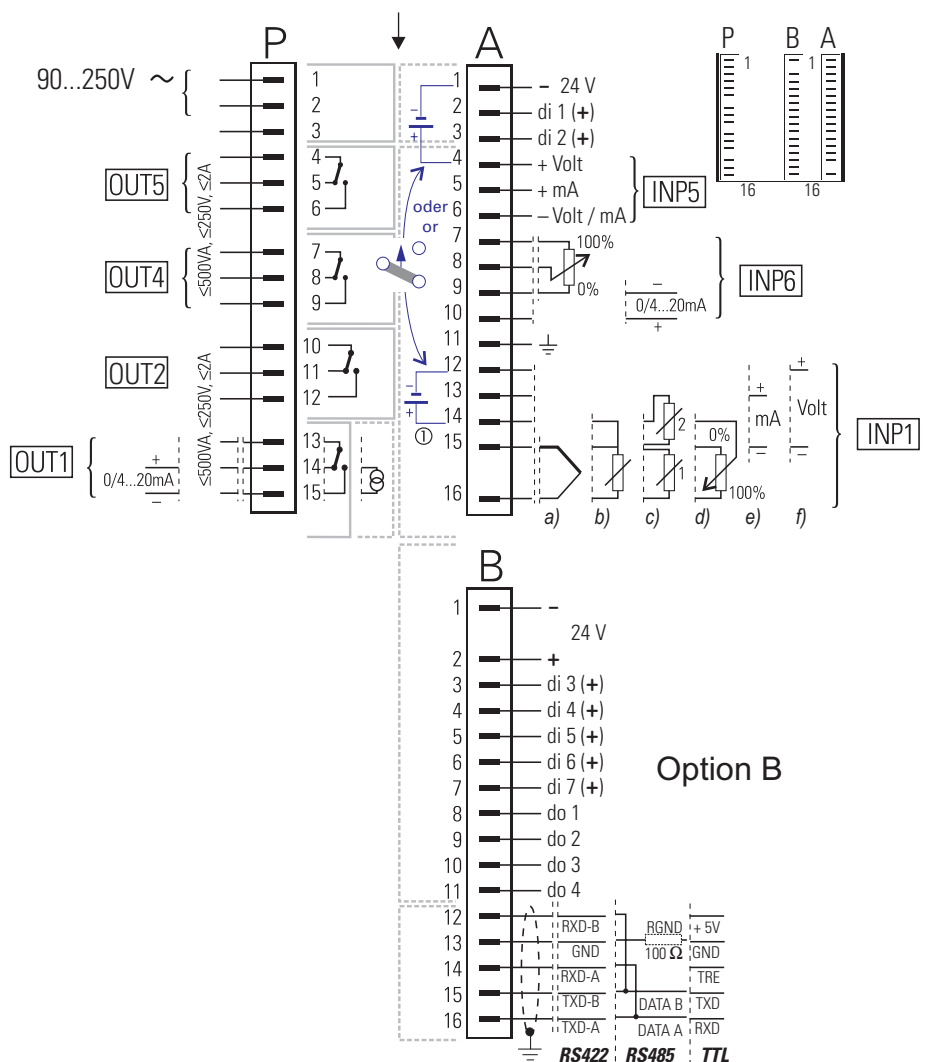 P
90...250V ~
1
2
3
OUT5
≤500VA, ≤250V, ≤2A
4
5
6
OUT4
7
8
9
OUT2
≤500VA, ≤250V, ≤2A
10
11
12
OUT1
+
0/4...20mA
–
13
14
15
–
+
oder
or
–
+
①
A
1
2
3
4
5
6
7
8
9
10
11
12
13
14
15
16
– 24 V
di 1 (+)
di 2 (+)
+ Volt
+ mA
– Volt / mA
INP5
100%
0%
–
0/4...20mA
+
INP6
2
1
0%
100%
+
mA
–
+
Volt
–
INP1
a) b) c) d) e) f)
P B A
1 1
16 16
B
1
2
3
4
5
6
7
8
9
10
11
12
13
14
15
16
–
24 V
+
di 3 (+)
di 4 (+)
di 5 (+)
di 6 (+)
di 7 (+)
do 1
do 2
do 3
do 4
Option B
RXD-B
GND
RXD-A
TXD-B
TXD-A
RGND
100 Ω
DATA B
DATA A
+ 5V
GND
TRE
TXD
RXD
RS422 RS485 TTL